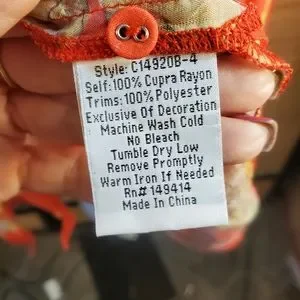 Style: C14920B-4
Self: 100% Cupra Rayon
Trims: 100% Polyester
Exclusive Of Decoration
Machine Wash Cold
No Bleach
Tumble Dry Low
Remove Promptly
Warm Iron If Needed
Rn# 149414
Made In China